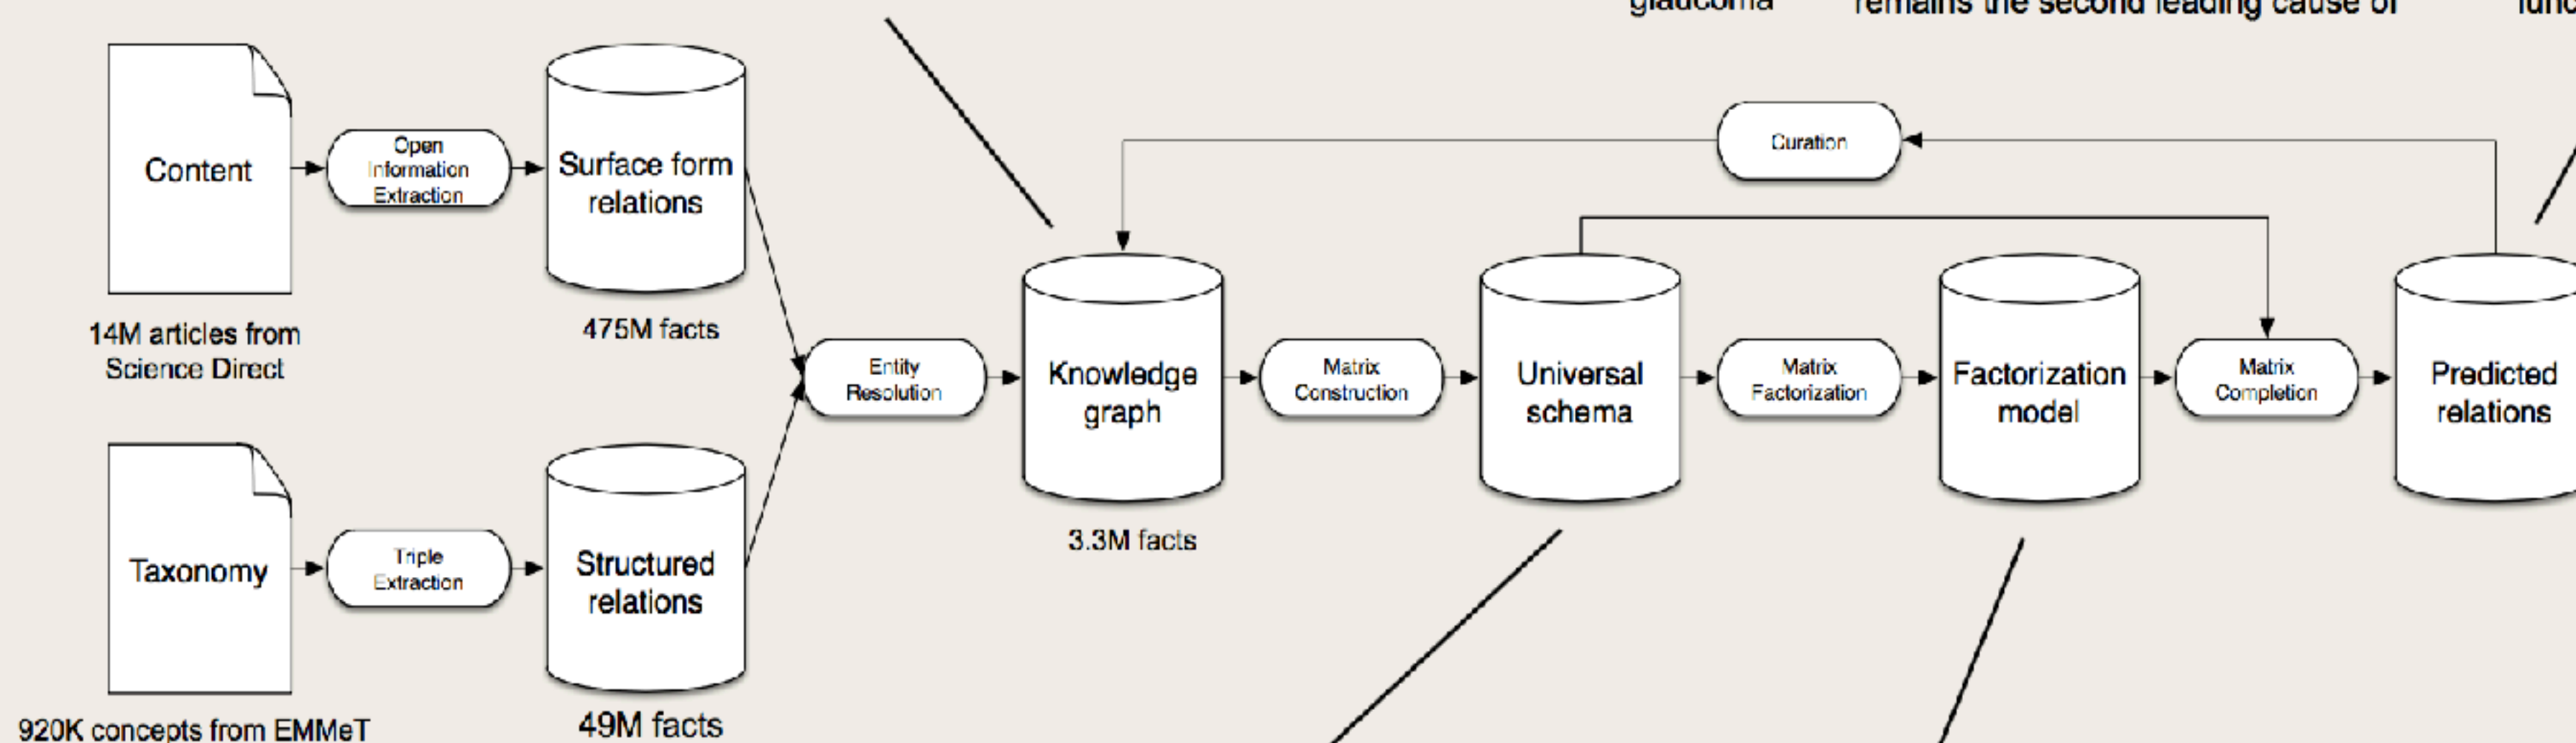 glaucoma
remains the second leading cause of
Content
Open
Information
Extraction
Surface form
relations
Curation
14M articles from
Science Direct
475M facts
Entity
Resolution
Knowledge
graph
Matrix
Construction
Universal
schema
Matrix
Factorization
Factorization
model
Matrix
Completion
Predicted
relations
3.3M facts
Taxonomy
Triple
Extraction
Structured
relations
920K concepts from EMMeT
49M facts